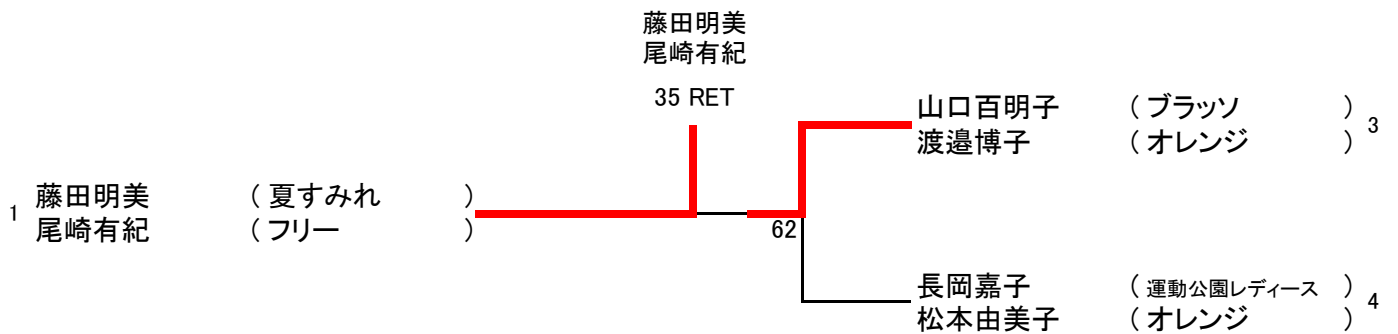 藤田明美
尾崎有紀
35 RET
山口百明子 ( ブラッソ ) 3
渡邉博子 ( オレンジ )
1 藤田明美 ( 夏すみれ )
尾崎有紀 ( フリー )
62
長岡嘉子 ( 運動公園レディース ) 4
松本由美子 ( オレンジ )